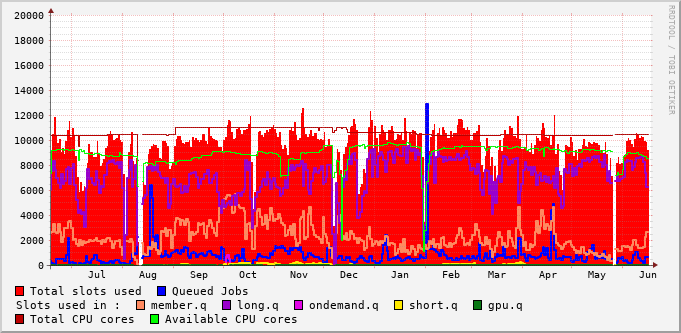 20000
18000
16000
14000
12000
10000
8000
6000
4000
2000
0
Jul Aug Sep Oct Nov Dec Jan Feb Mar Apr May Jun
Total slots used Queued Jobs
Slots used in : member.q long.q ondemand.q short.q gpu.q
Total CPU cores Available CPU cores
RRDTOOL / TOBI OETIKER